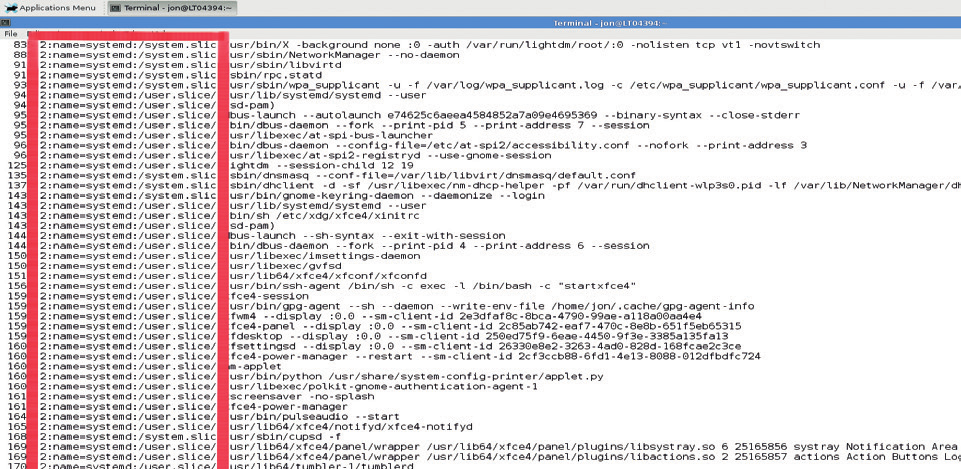 Applications Menu Terminal - jon@LT04394:~
Terminal - jon@LT04394:~
File
83 2:name=systemd:/system.slic usr/bin/X -background none :0 -auth /var/run/lightdm/root/:0 -nolisten tcp vt1 -novtswitch
88 2:name=systemd:/system.slic usr/sbin/NetworkManager --no-daemon
91 2:name=systemd:/system.slic usr/sbin/libvirtd
91 2:name=systemd:/system.slic sbin/rpc.statd
93 2:name=systemd:/system.slic usr/sbin/wpa_supplicant -u -f /var/log/wpa_supplicant.log -c /etc/wpa_supplicant/wpa_supplicant.conf -u -f /var/
94 2:name=systemd:/user.slice/ usr/lib/systemd/systemd --user
94 2:name=systemd:/user.slice/ sd-pam)
95 2:name=systemd:/user.slice/ bus-launch --autolaunch e74625c6aeea4584852a7a09e4695369 --binary-syntax --close-stderr
95 2:name=systemd:/user.slice/ bin/dbus-daemon --fork --print-pid 5 --print-address 7 --session
95 2:name=systemd:/user.slice/ usr/libexec/at-spi-bus-launcher
96 2:name=systemd:/user.slice/ bin/dbus-daemon --config-file=/etc/at-spi2/accessibility.conf --nofork --print-address 3
96 2:name=systemd:/user.slice/ usr/libexec/at-spi2-registryd --use-gnome-session
125 2:name=systemd:/user.slice/ ightdm --session-child 12 19
135 2:name=systemd:/system.slic sbin/dnsmasq --conf-file=/var/lib/libvirt/dnsmasq/default.conf
137 2:name=systemd:/system.slic sbin/dhclient -d -sf /usr/libexec/nm-dhcp-helper -pf /var/run/dhclient-wlp3s0.pid -lf /var/lib/NetworkManager/dh
143 2:name=systemd:/user.slice/ bin/gnome-keyring-daemon --daemonize --login
143 2:name=systemd:/user.slice/ usr/lib/systemd/systemd --user
143 2:name=systemd:/user.slice/ bin/sh /etc/xdg/xfce4/xinitrc
143 2:name=systemd:/user.slice/ sd-pam)
144 2:name=systemd:/user.slice/ bus-launch --sh-syntax --exit-with-session
144 2:name=systemd:/user.slice/ bin/dbus-daemon --fork --print-pid 4 --print-address 6 --session
150 2:name=systemd:/user.slice/ usr/libexec/imsettings-daemon
150 2:name=systemd:/user.slice/ usr/libexec/gvfsd
151 2:name=systemd:/user.slice/ usr/lib64/xfce4/xfconf/xfconfd
156 2:name=systemd:/user.slice/ usr/bin/ssh-agent /bin/sh -c exec -l /bin/bash -c "startxfce4"
159 2:name=systemd:/user.slice/ fce4-session
159 2:name=systemd:/user.slice/ usr/bin/gpg-agent --sh --daemon --write-env-file /home/jon/.cache/gpg-agent-info
159 2:name=systemd:/user.slice/ fwm4 --display :0.0 --sm-client-id 2e3dfaf8c-8bca-4790-99ae-a118a00aa4e4
159 2:name=systemd:/user.slice/ fce4-panel --display :0.0 --sm-client-id 2c85ab742-eaf7-470c-8e8b-651f5eb65315
159 2:name=systemd:/user.slice/ fdesktop --display :0.0 --sm-client-id 250ed75f9-6eae-4450-9f3e-3385a135fa13
160 2:name=systemd:/user.slice/ fsettingsd --display :0.0 --sm-client-id 26330e8e2-3263-4ad0-828d-168fcae2c3ce
160 2:name=systemd:/user.slice/ fce4-power-manager --restart --sm-client-id 2cf3ccb88-6fd1-4e13-8088-012dfbdfc724
160 2:name=systemd:/user.slice/ m-applet
160 2:name=systemd:/user.slice/ bin/python /usr/share/system-config-printer/applet.py
160 2:name=systemd:/user.slice/ usr/libexec/polkit-gnome-authentication-agent-1
161 2:name=systemd:/user.slice/ screensaver -no-splash
161 2:name=systemd:/user.slice/ fce4-power-manager
164 2:name=systemd:/user.slice/ bin/pulseaudio --start
165 2:name=systemd:/user.slice/ usr/lib64/xfce4/notifyd/xfce4-notifyd
168 2:name=systemd:/system.slic usr/sbin/cupsd -f
169 2:name=systemd:/user.slice/ usr/lib64/xfce4/panel/wrapper /usr/lib64/xfce4/panel/plugins/libsystray.so 6 25165856 systray Notification Area
169 2:name=systemd:/user.slice/ usr/lib64/xfce4/panel/wrapper /usr/lib64/xfce4/panel/plugins/libactions.so 2 25165857 actions Action Buttons Log
170 2:name=systemd:/user.slice/ usr/lib64/tumbler-1/tumblerd